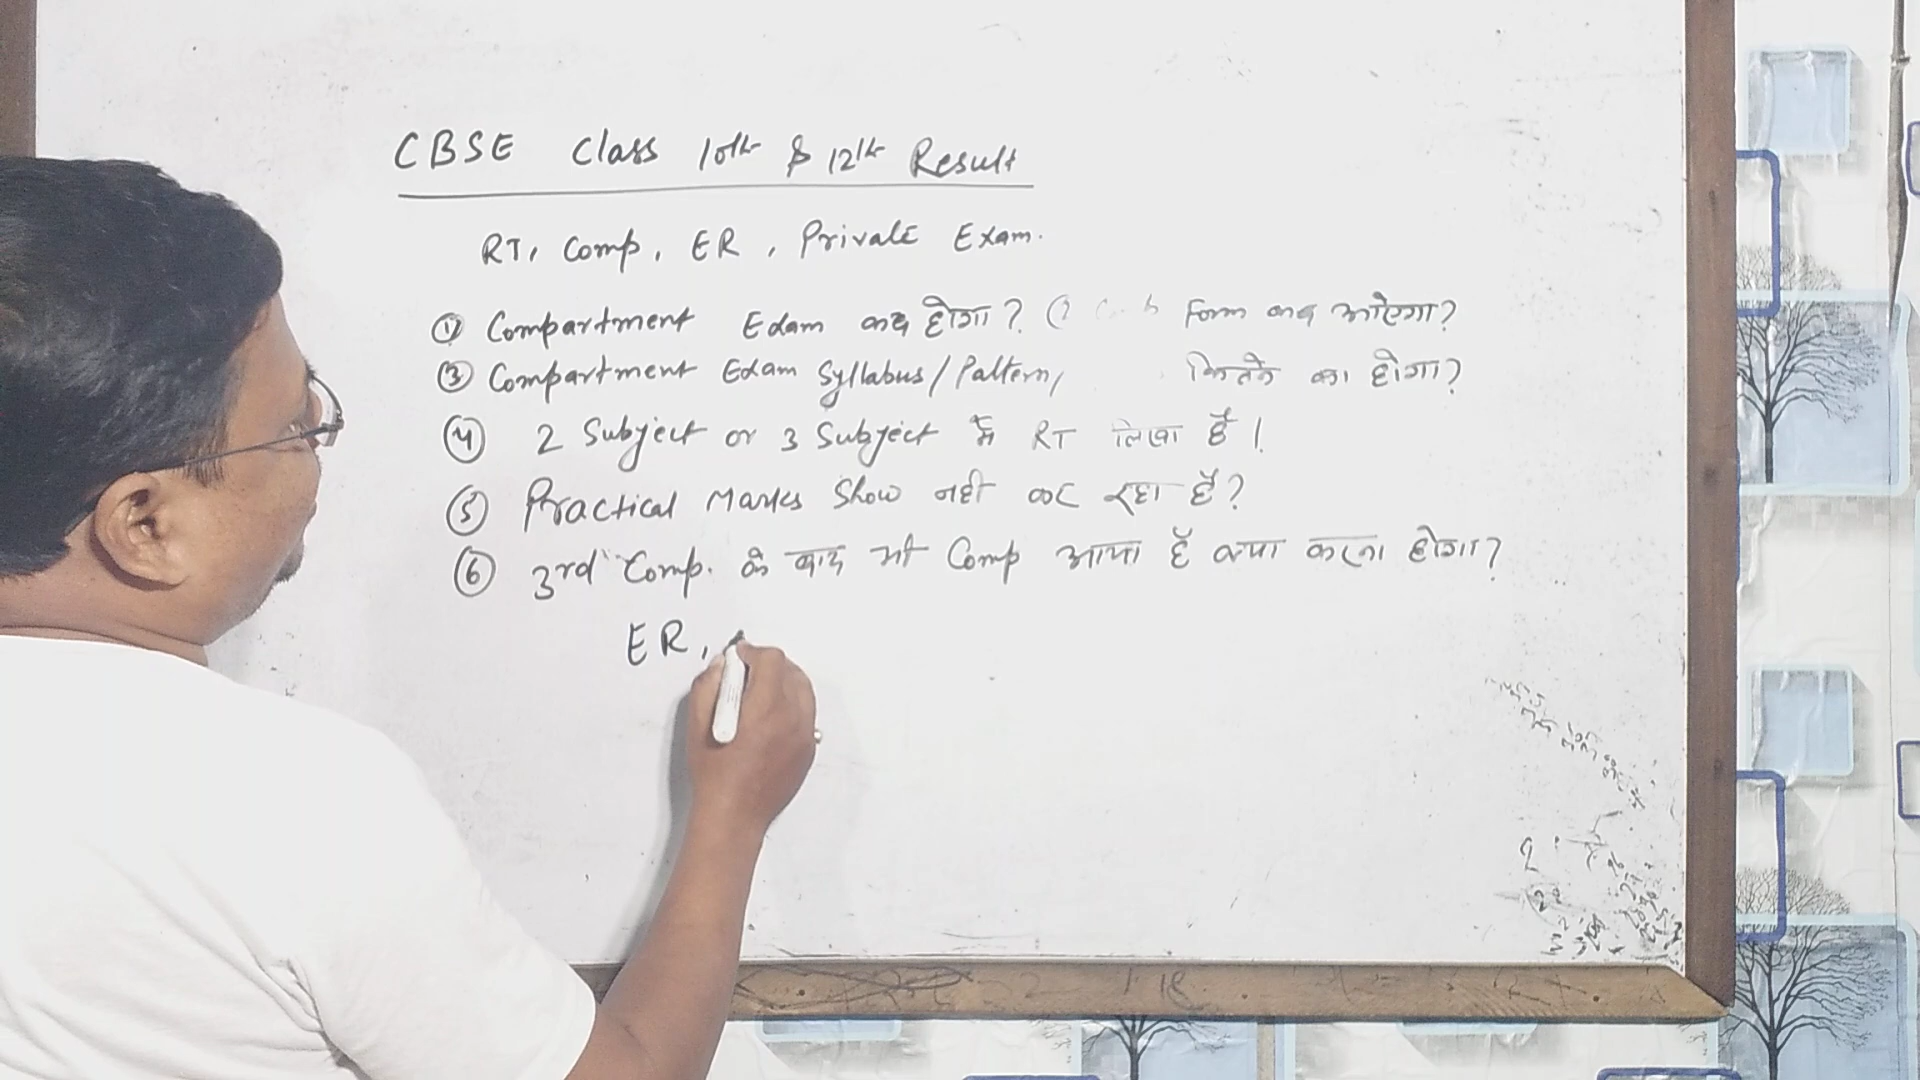 CBSE Class 10th & 12th Result
RT, Comp, ER, Private Exam.
① Compartment Exam कब होगा? Form कब आऐगा?
③ Compartment Exam Syllabus/Pattern, कितने का होगा?
④ 2 Subject or 3 Subject में RT लिखा है।
⑤ Practical Marks Show नही कर रहा है?
⑥ 3rd Comp. के बाद भी Comp आया है क्या करना होगा?
ER,